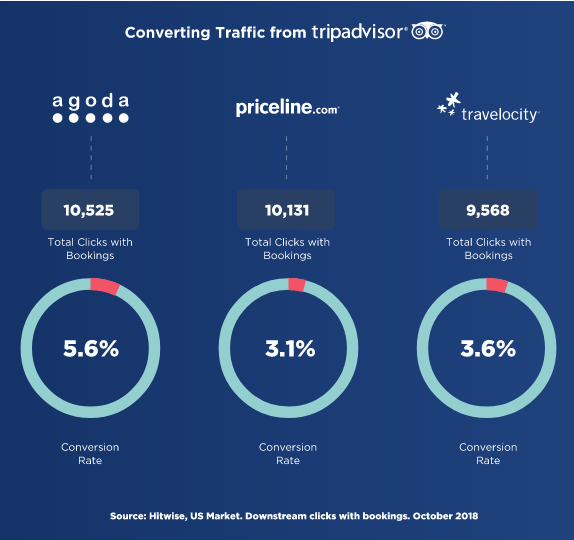 Converting Traffic from tripadvisor®
agoda
priceline.com®
travelocity®
10,525
10,131
9,568
Total Clicks with
Bookings
Total Clicks with
Bookings
Total Clicks with
Bookings
5.6%
3.1%
3.6%
Conversion
Rate
Conversion
Rate
Conversion
Rate
Source: Hitwise, US Market. Downstream clicks with bookings. October 2018